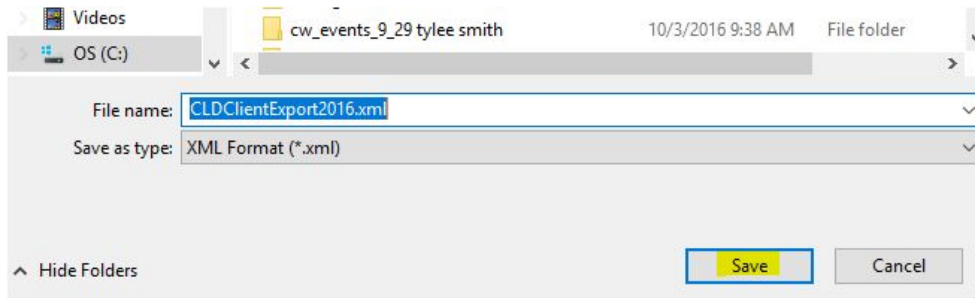 Videos
OS (C:)
cw_events_9_29 tylee smith 10/3/2016 9:38 AM File folder
File name: CLDClientExport2016.xml
Save as type: XML Format (*.xml)
Hide Folders
Save Cancel